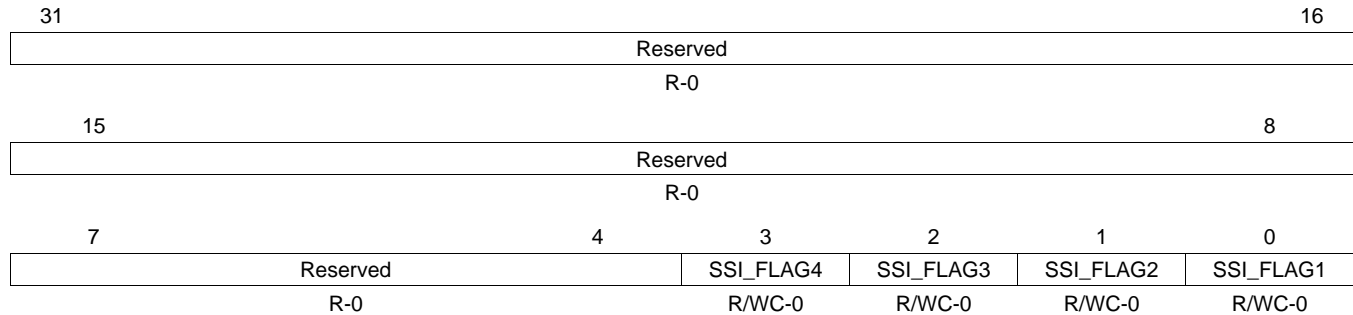 31 16
Reserved
R-0
15 8
Reserved
R-0
7 4 3 2 1 0
Reserved SSI_FLAG4 SSI_FLAG3 SSI_FLAG2 SSI_FLAG1
R-0 R/WC-0 R/WC-0 R/WC-0 R/WC-0